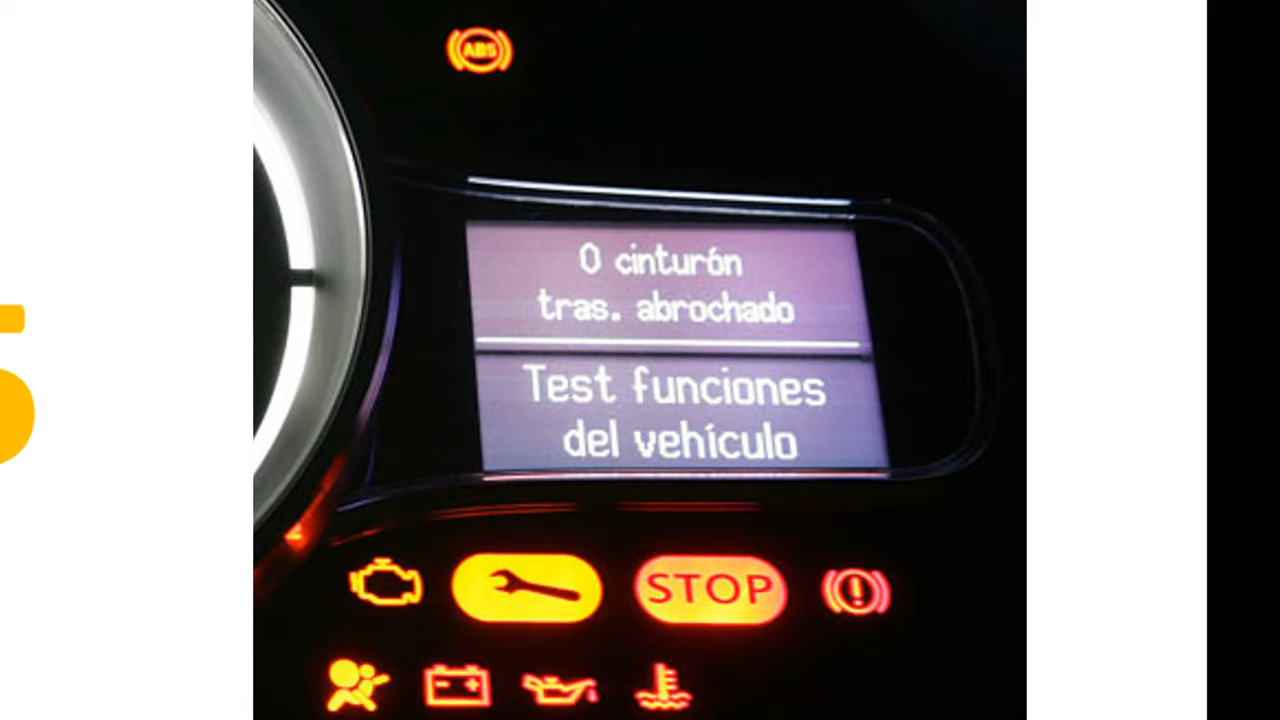 ABS
0 cinturón
tras. abrochado
Test funciones
del vehículo
STOP